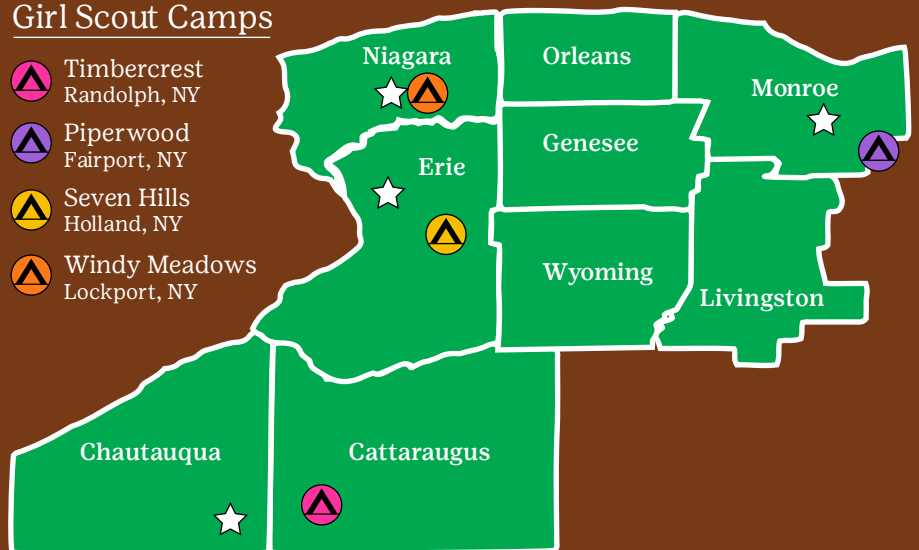 Girl Scout Camps
Timbercrest
Randolph, NY
Piperwood
Fairport, NY
Seven Hills
Holland, NY
Windy Meadows
Lockport, NY
Niagara
Orleans
Monroe
Genesee
Erie
Wyoming
Livingston
Chautauqua
Cattaraugus